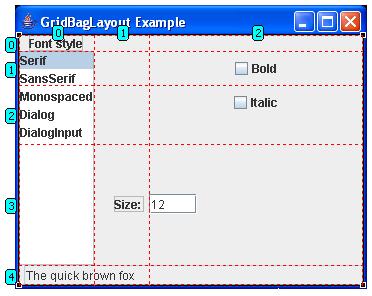 GridBagLayout Example
0 1 2
0 Font style
Serif
1 Bold
SansSerif
Monospaced
Italic
2 Dialog
DialogInput
3 Size: 12
4 The quick brown fox